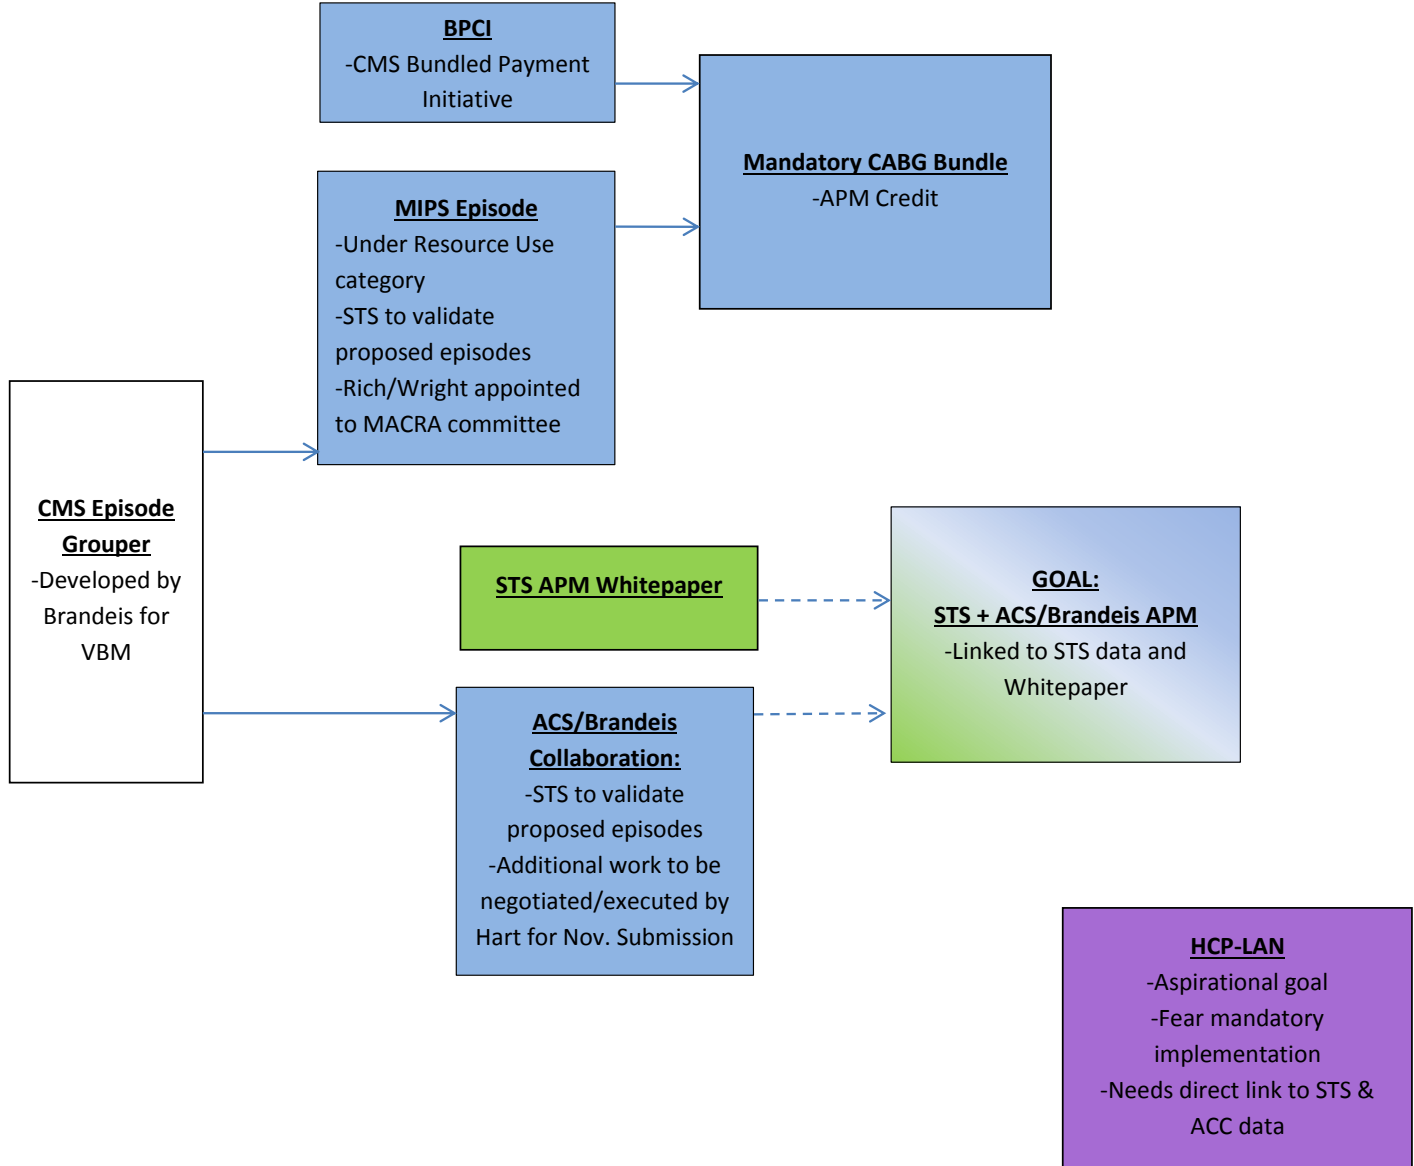 BPCI
-CMS Bundled Payment
Initiative
Mandatory CABG Bundle
-APM Credit
MIPS Episode
-Under Resource Use
category
-STS to validate
proposed episodes
-Rich/Wright appointed
to MACRA committee
CMS Episode
Grouper
-Developed by
Brandeis for
VBM
STS APM Whitepaper
GOAL:
STS + ACS/Brandeis APM
-Linked to STS data and
Whitepaper
ACS/Brandeis
Collaboration:
-STS to validate
proposed episodes
-Additional work to be
negotiated/executed by
Hart for Nov. Submission
HCP-LAN
-Aspirational goal
-Fear mandatory
implementation
-Needs direct link to STS &
ACC data